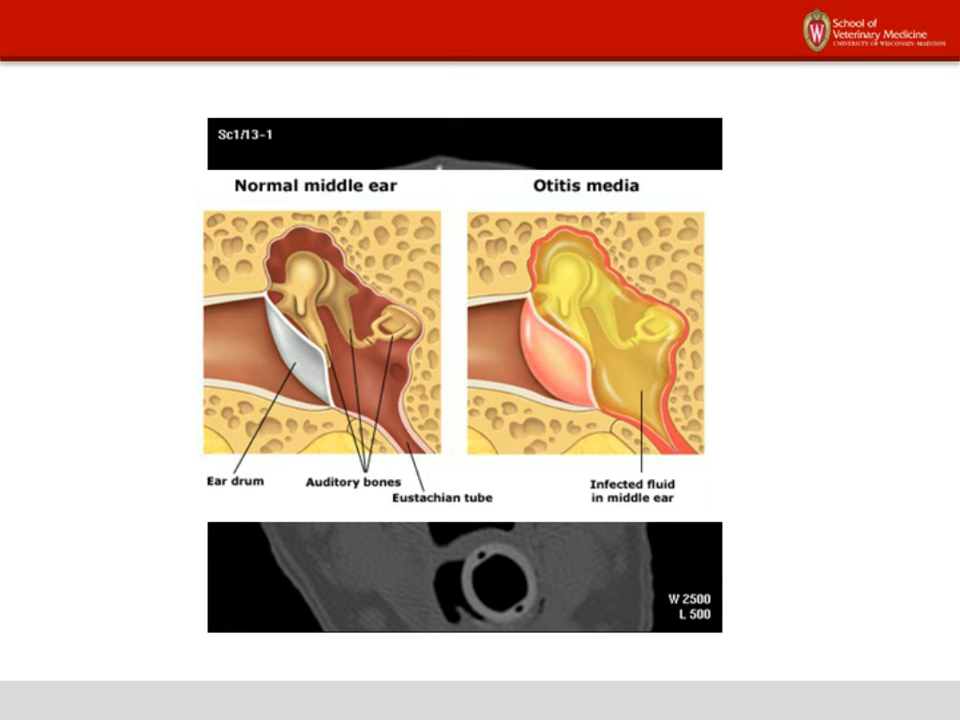 School of
Veterinary Medicine
UNIVERSITY OF WISCONSIN-MADISON
Sc1/13-1
Normal middle ear
Otitis media
Ear drum
Auditory bones
Eustachian tube
Infected fluid
in middle ear
W 2500
L 500